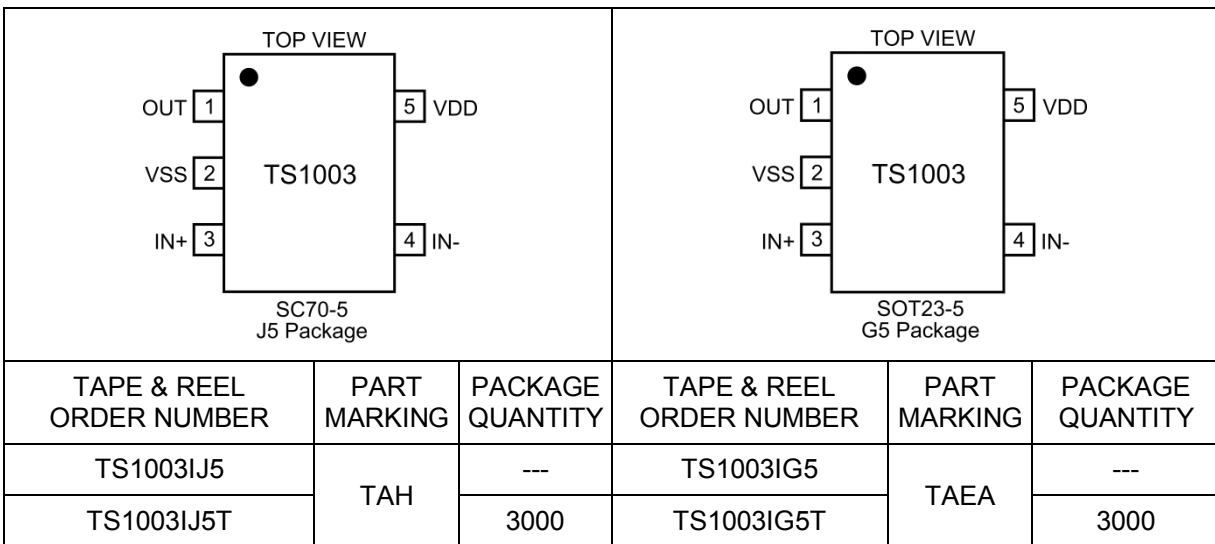 TOP VIEW
OUT 1
5 VDD
VSS 2
TS1003
IN+ 3
4 IN-
SC70-5
J5 Package
TOP VIEW
OUT 1
5 VDD
VSS 2
TS1003
IN+ 3
4 IN-
SOT23-5
G5 Package
TAPE & REEL
ORDER NUMBER
PART
MARKING
PACKAGE
QUANTITY
TAPE & REEL
ORDER NUMBER
PART
MARKING
PACKAGE
QUANTITY
TS1003IJ5
TAH
---
TS1003IG5
TAEA
---
TS1003IJ5T
3000
TS1003IG5T
3000